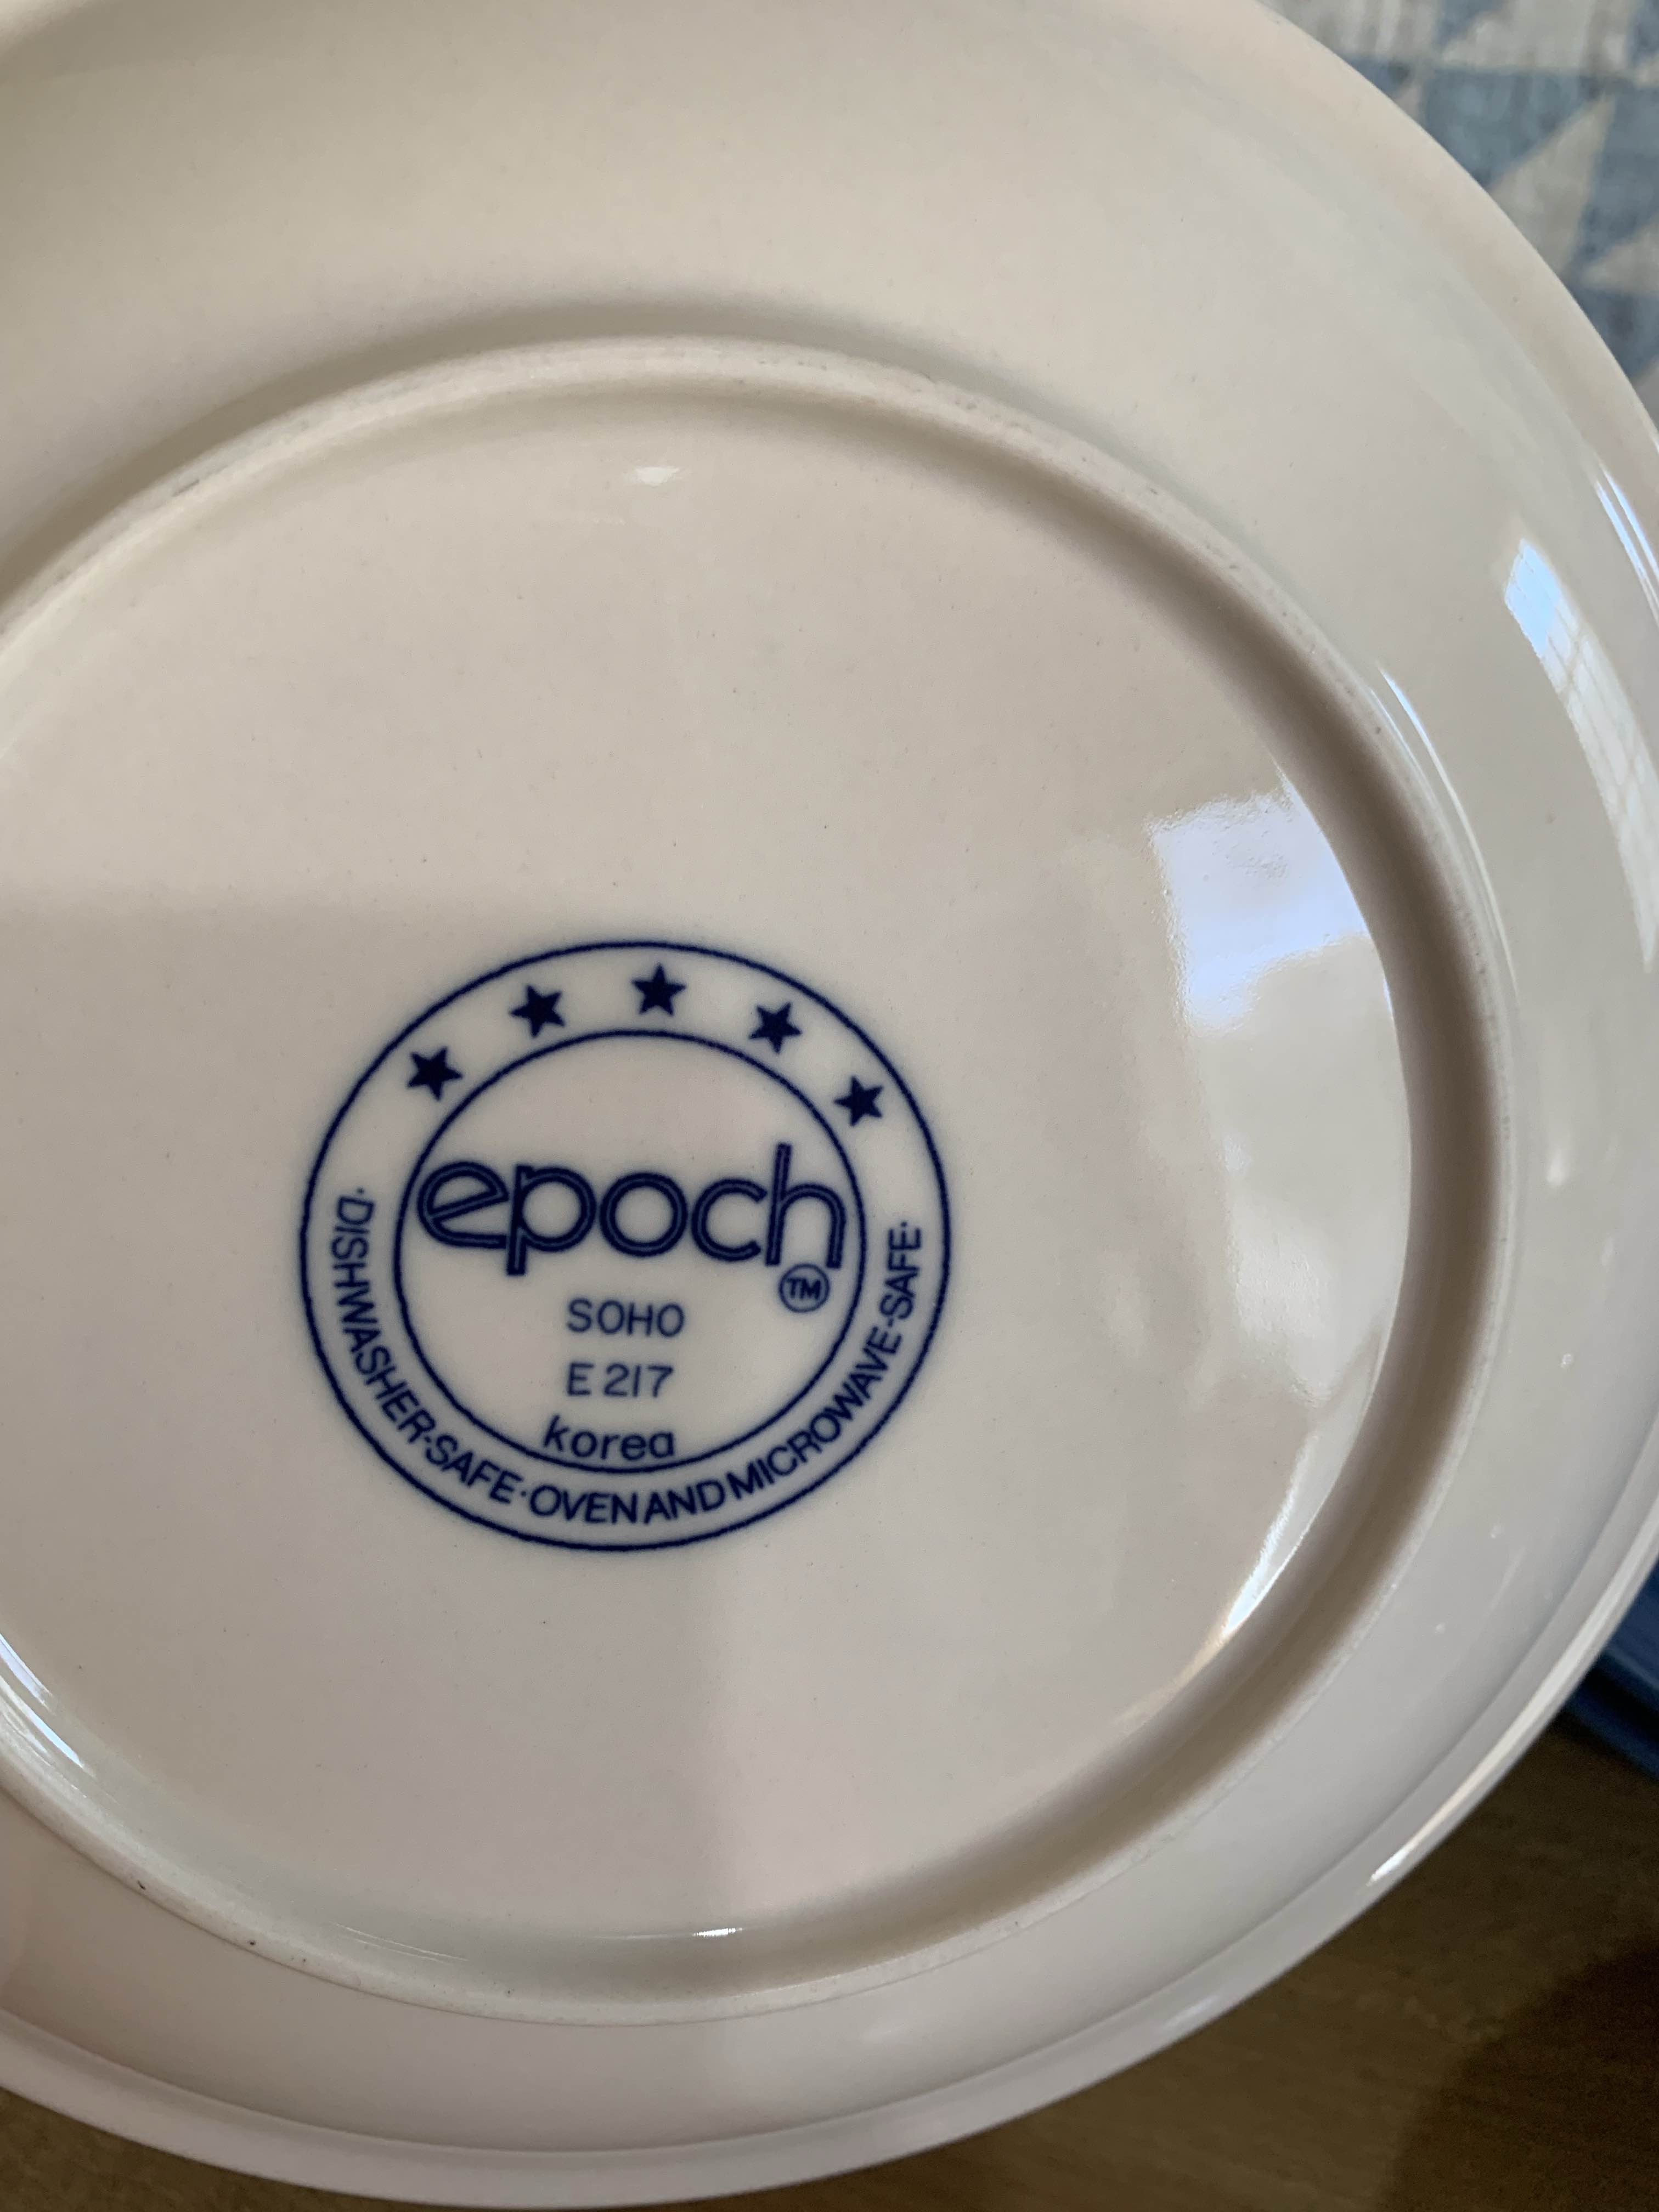 epoch
TM
SOHO
E 217
korea
·DISHWASHER-SAFE·OVEN AND MICROWAVE-SAFE·